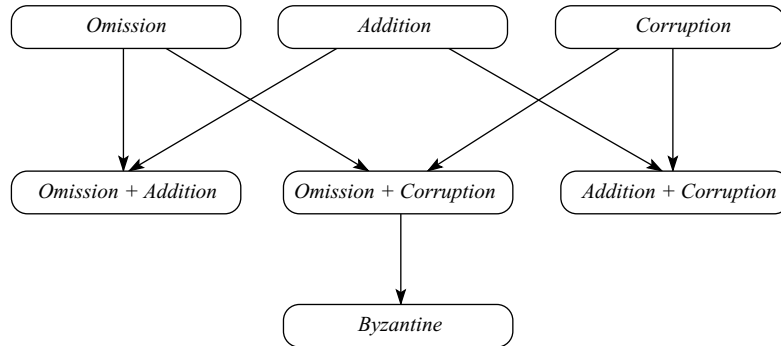 Omission
Addition
Corruption
Omission + Addition
Omission + Corruption
Addition + Corruption
Byzantine